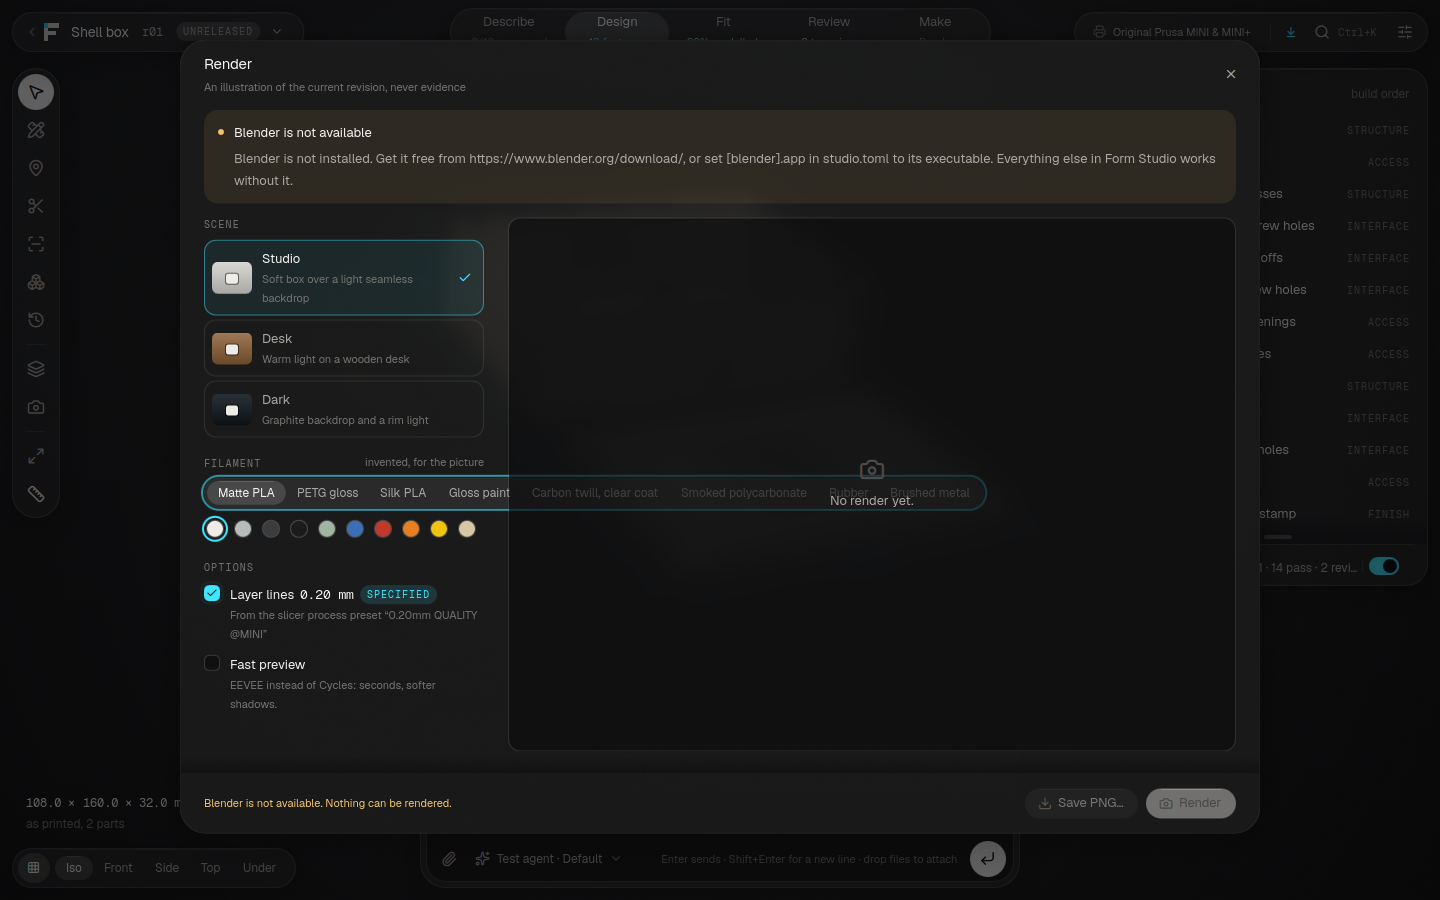 Shell box r01 UNRELEASED
Describe Design Fit Review Make
Original Prusa MINI & MINI+ Ctrl+K
Render
An illustration of the current revision, never evidence
build order
Blender is not available
Blender is not installed. Get it free from https://www.blender.org/download/, or set [blender].app in studio.toml to its executable. Everything else in Form Studio works
without it.
STRUCTURE
ACCESS
STRUCTURE
rew holes INTERFACE
offs INTERFACE
w holes INTERFACE
enings ACCESS
ACCESS
STRUCTURE
INTERFACE
holes INTERFACE
ACCESS
stamp FINISH
· 14 pass · 2 revi…
SCENE
Studio
Soft box over a light seamless
backdrop
Desk
Warm light on a wooden desk
Dark
Graphite backdrop and a rim light
FILAMENT invented, for the picture
Matte PLA PETG gloss Silk PLA Gloss paint Carbon twill, clear coat Smoked polycarbonate Rubber Brushed metal
No render yet.
OPTIONS
Layer lines 0.20 mm SPECIFIED
From the slicer process preset “0.20mm QUALITY
@MINI”
Fast preview
EEVEE instead of Cycles: seconds, softer
shadows.
Blender is not available. Nothing can be rendered.
Save PNG… Render
108.0 × 160.0 × 32.0 m
as printed, 2 parts
Iso Front Side Top Under
Test agent · Default Enter sends · Shift+Enter for a new line · drop files to attach